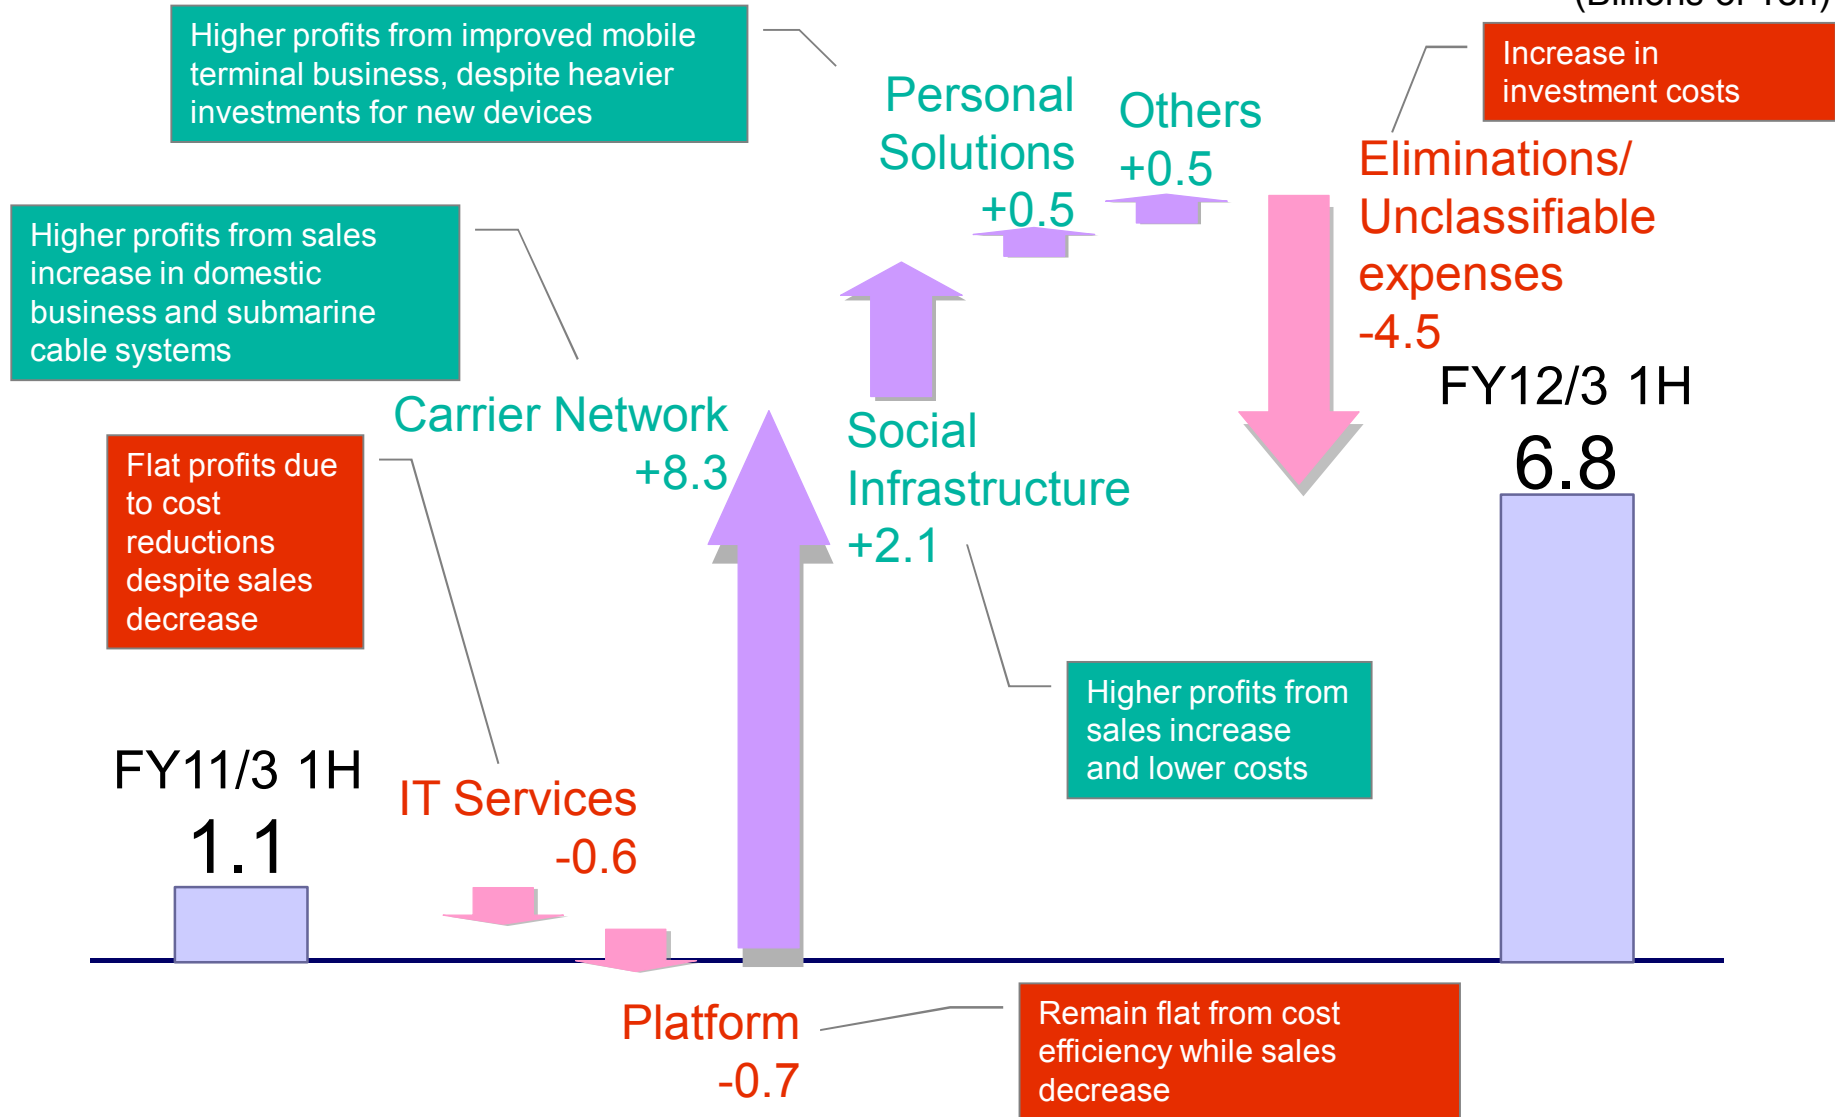 (Billions of Yen)
Higher profits from improved mobile
terminal business, despite heavier
investments for new devices
Increase in
investment costs
Personal
Solutions
+0.5
Others
+0.5
Eliminations/
Unclassifiable
expenses
-4.5
Higher profits from sales
increase in domestic
business and submarine
cable systems
Carrier Network
+8.3
Social
Infrastructure
+2.1
FY12/3 1H
6.8
Flat profits due
to cost
reductions
despite sales
decrease
Higher profits from
sales increase
and lower costs
FY11/3 1H
1.1
IT Services
-0.6
Platform
-0.7
Remain flat from cost
efficiency while sales
decrease